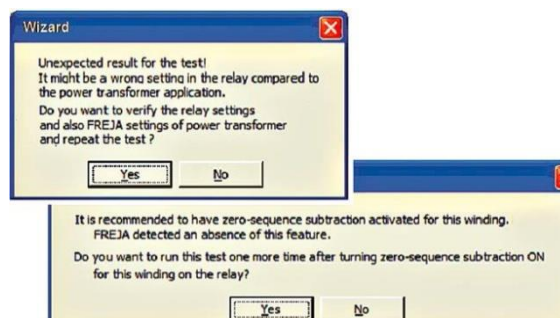 Wizard
Unexpected result for the test!
It might be a wrong setting in the relay compared to
the power transformer application.
Do you want to verify the relay settings
and also FREJA settings of power transformer
and repeat the test ?
Yes No
It is recommended to have zero-sequence subtraction activated for this winding.
FREJA detected an absence of this feature.
Do you want to run this test one more time after turning zero-sequence subtraction ON
for this winding on the relay?
Yes No